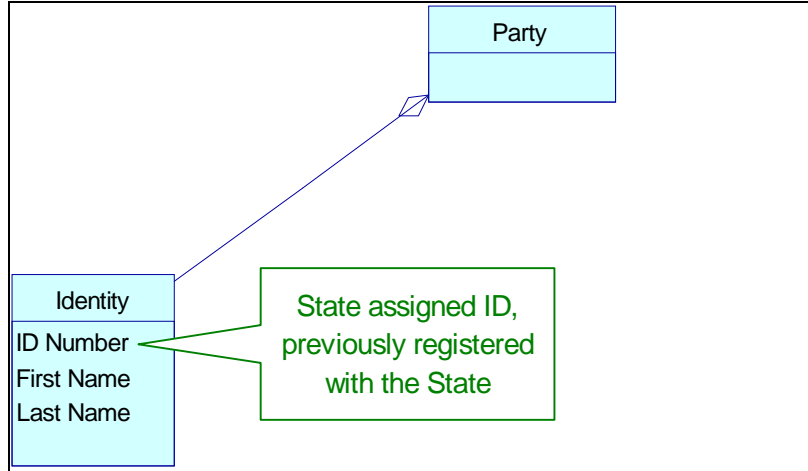 Party
Identity
ID Number
First Name
Last Name
State assigned ID,
previously registered
with the State